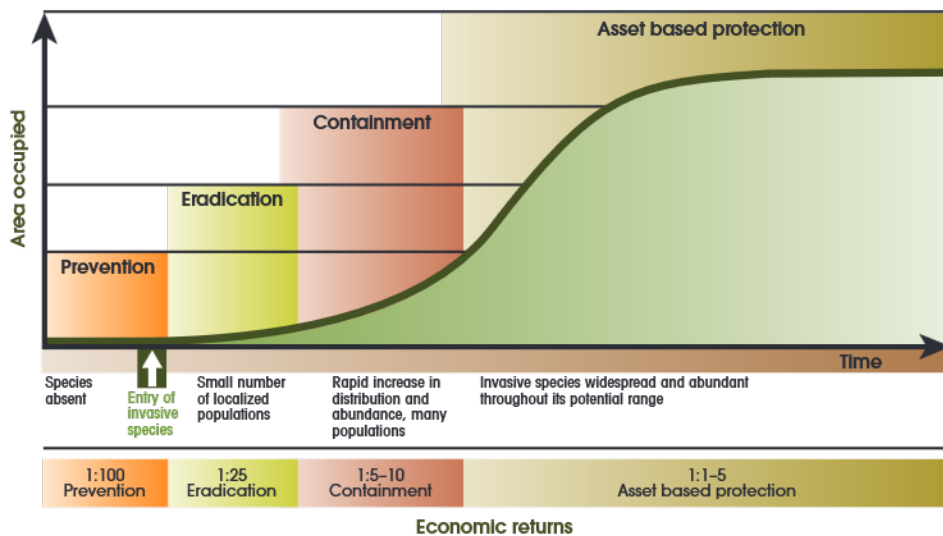 Area occupied
Asset based protection
Containment
Eradication
Prevention
Time
Species
absent
Entry of
invasive
species
Small number
of localized
populations
Rapid increase in
distribution and
abundance, many
populations
Invasive species widespread and abundant
throughout its potential range
1:100
Prevention
1:25
Eradication
1:5–10
Containment
1:1–5
Asset based protection
Economic returns